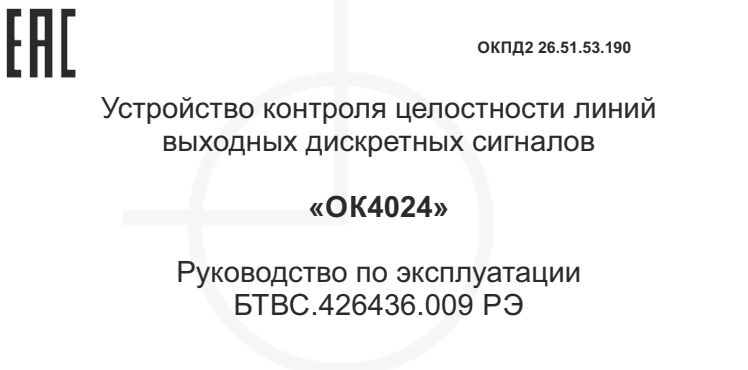 EAC
ОКПД2 26.51.53.190
Устройство контроля целостности линий
выходных дискретных сигналов
«ОК4024»
Руководство по эксплуатации
БТВС.426436.009 РЭ